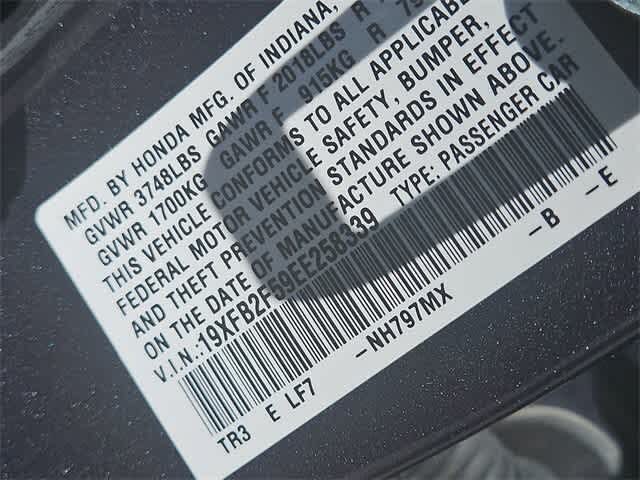 MFD. BY HONDA MFG. OF INDIANA,
GVWR 3748LBS GAWR F 2018LBS R
GVWR 1700KG GAWR F 915KG R
THIS VEHICLE CONFORMS TO ALL APPLICABLE
FEDERAL MOTOR VEHICLE SAFETY, BUMPER,
AND THEFT PREVENTION STANDARDS IN EFFECT
ON THE DATE OF MANUFACTURE SHOWN ABOVE.
V.I.N.:19XFB2F59EE258339 TYPE: PASSENGER CAR
TR3 E LF7 -NH797MX -B -E